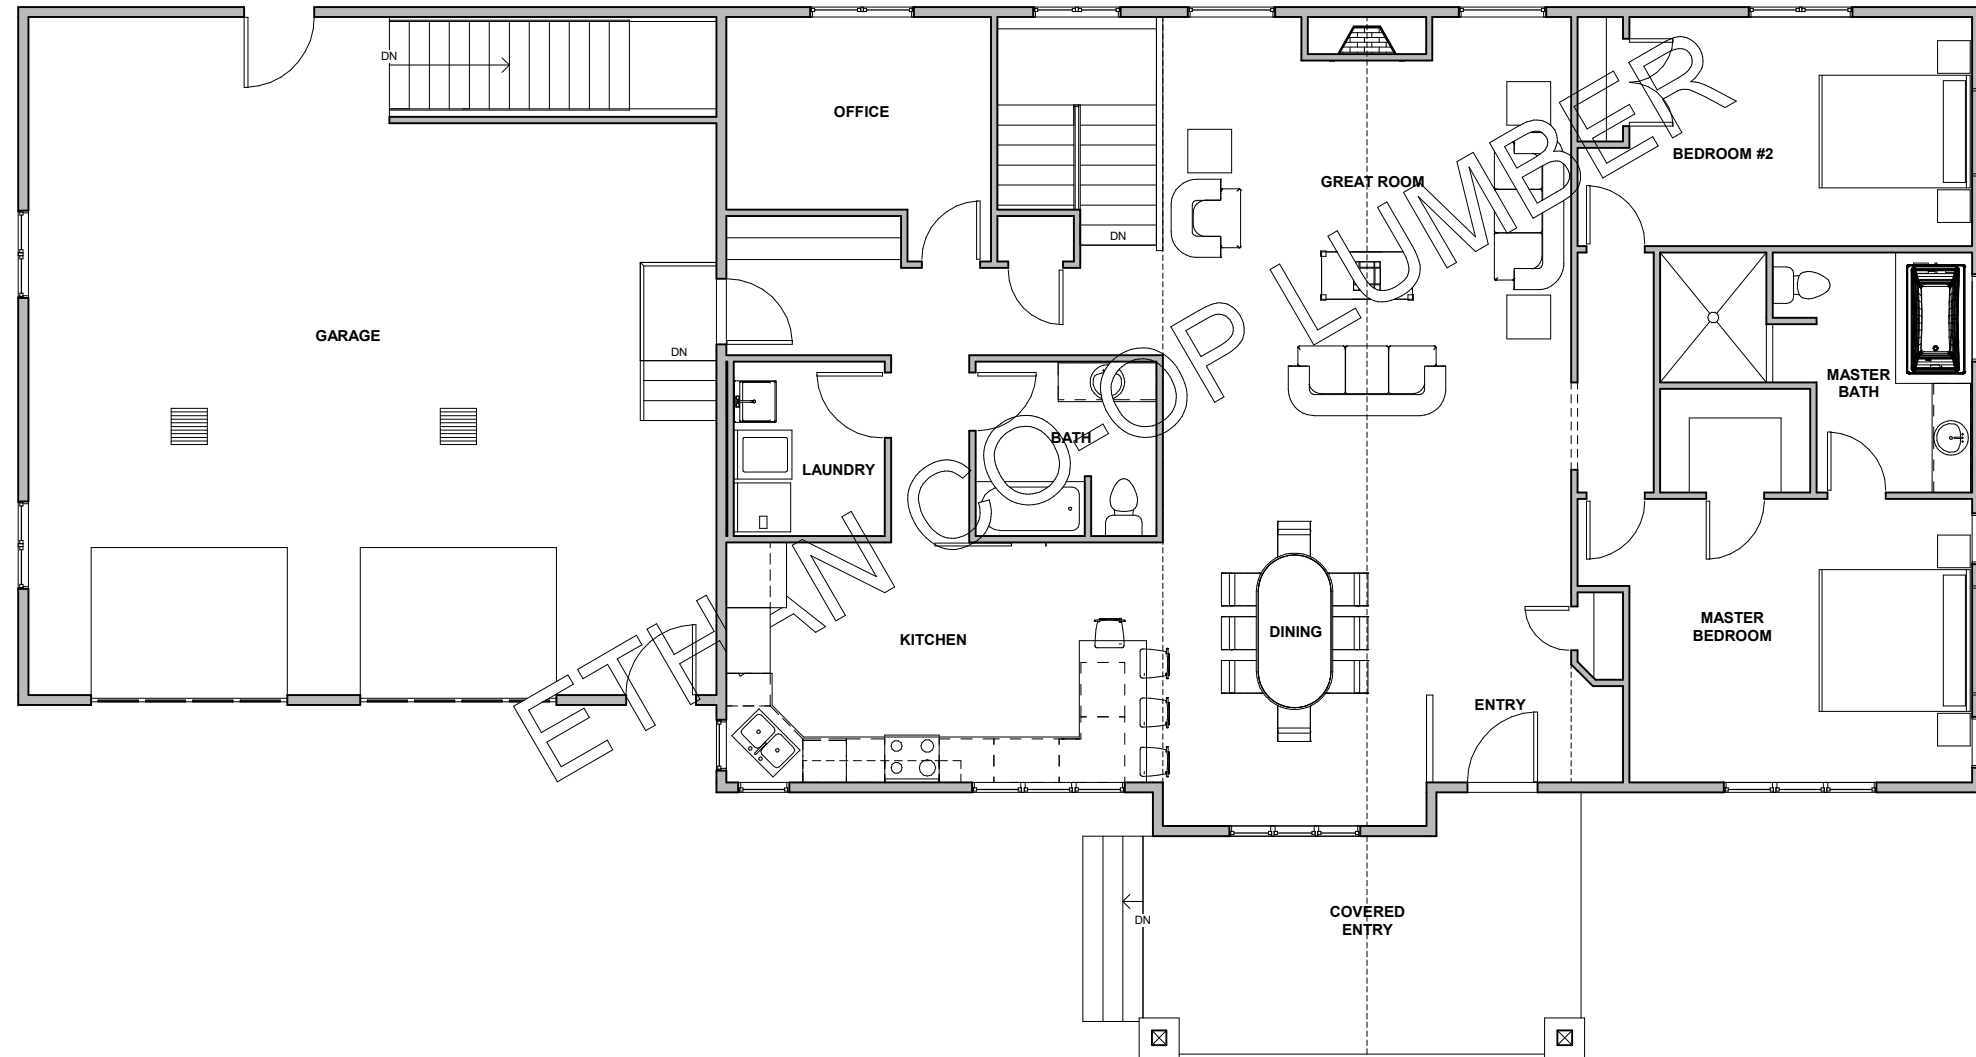 DN
OFFICE
BEDROOM #2
GREAT ROOM
DN
GARAGE
DN
MASTER
BATH
BATH
LAUNDRY
KITCHEN
DINING
MASTER
BEDROOM
ENTRY
COVERED
ENTRY
DN
ETHAN CO-OP LUMBER